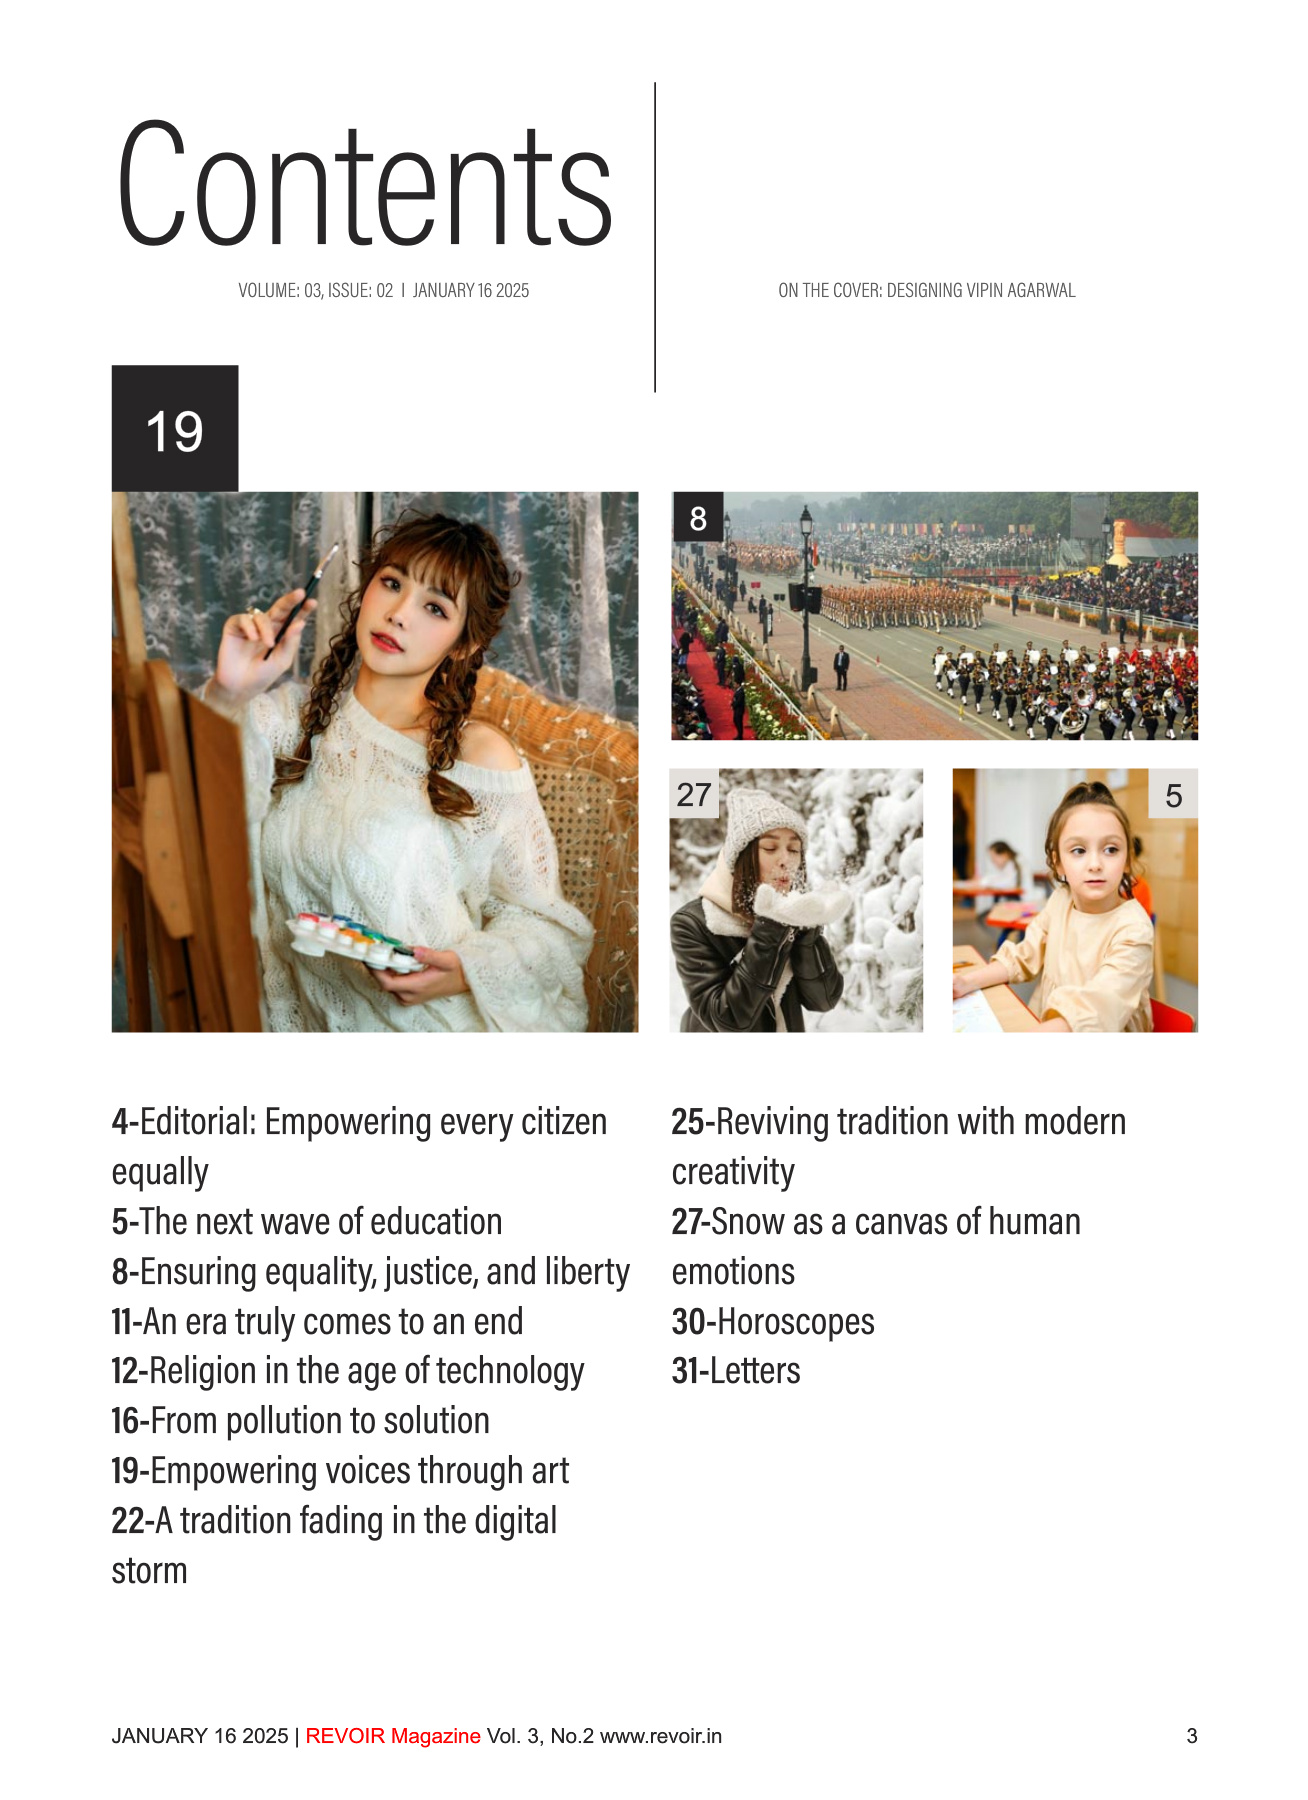 Contents
VOLUME: 03, ISSUE: 02 I JANUARY 16 2025
ON THE COVER: DESIGNING VIPIN AGARWAL
19
8
27
5
4-Editorial: Empowering every citizen
equally
5-The next wave of education
8-Ensuring equality, justice, and liberty
11-An era truly comes to an end
12-Religion in the age of technology
16-From pollution to solution
19-Empowering voices through art
22-A tradition fading in the digital
storm
25-Reviving tradition with modern
creativity
27-Snow as a canvas of human
emotions
30-Horoscopes
31-Letters
JANUARY 16 2025 | REVOIR Magazine Vol. 3, No.2 www.revoir.in
3